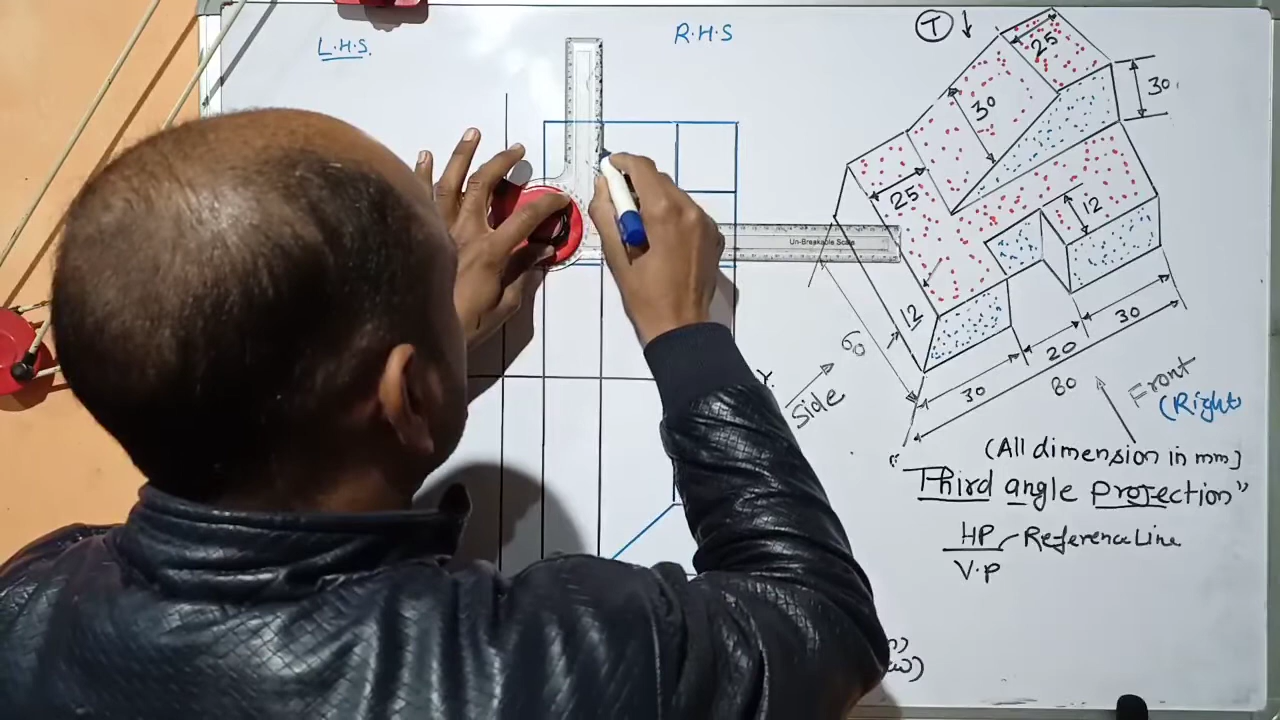 L.H.S.
R.H.S
T
25
30
30
25
12
12
60
30
20
30
80
Side
Front
(Right)
(All dimension in mm)
"Third angle projection"
HP
Reference Line
V.P
Un-Breakable Scale
Y.